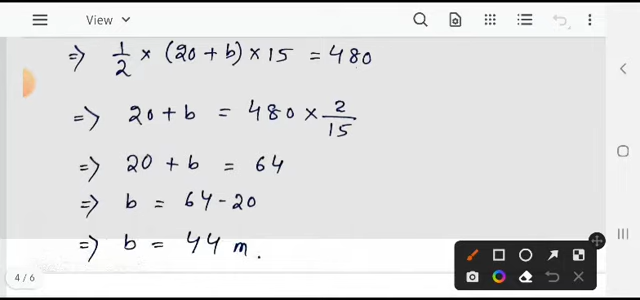 View
⇒ 1/2 × (20 + b) × 15 = 480
⇒ 20 + b = 480 × 2/15
⇒ 20 + b = 64
⇒ b = 64 - 20
⇒ b = 44 m.
4 / 6